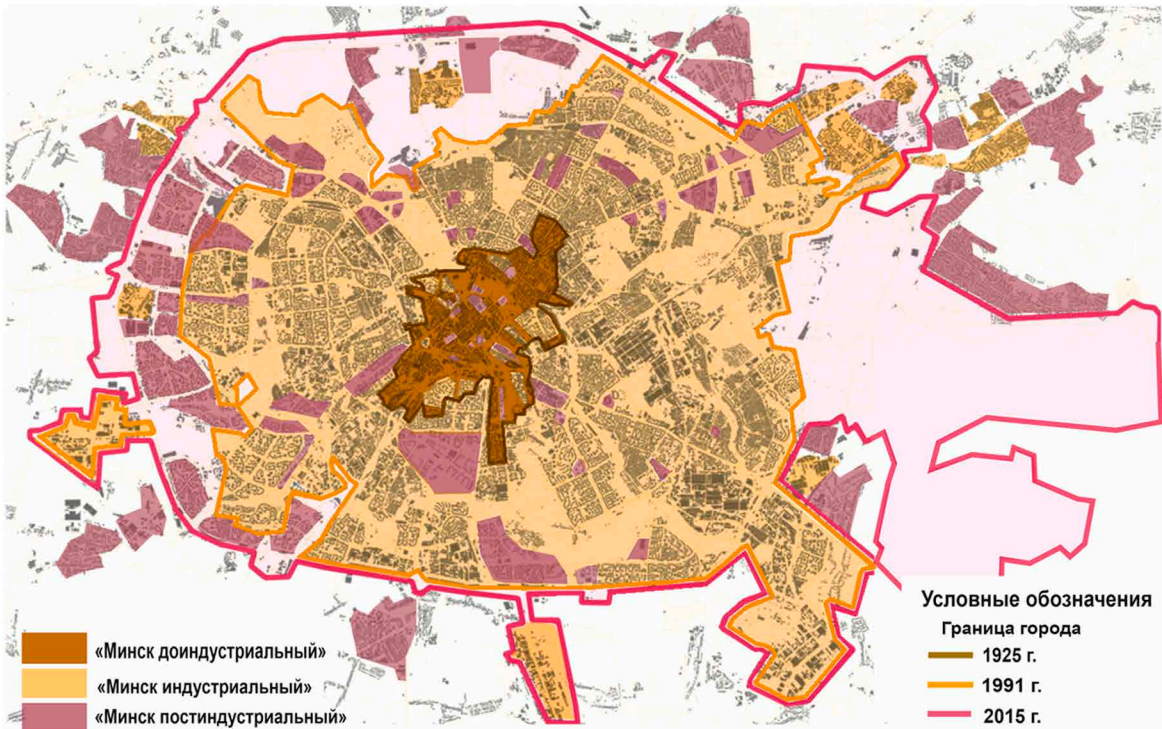 «Минск доиндустриальный»
«Минск индустриальный»
«Минск постиндустриальный»
Условные обозначения
Граница города
1925 г.
1991 г.
2015 г.